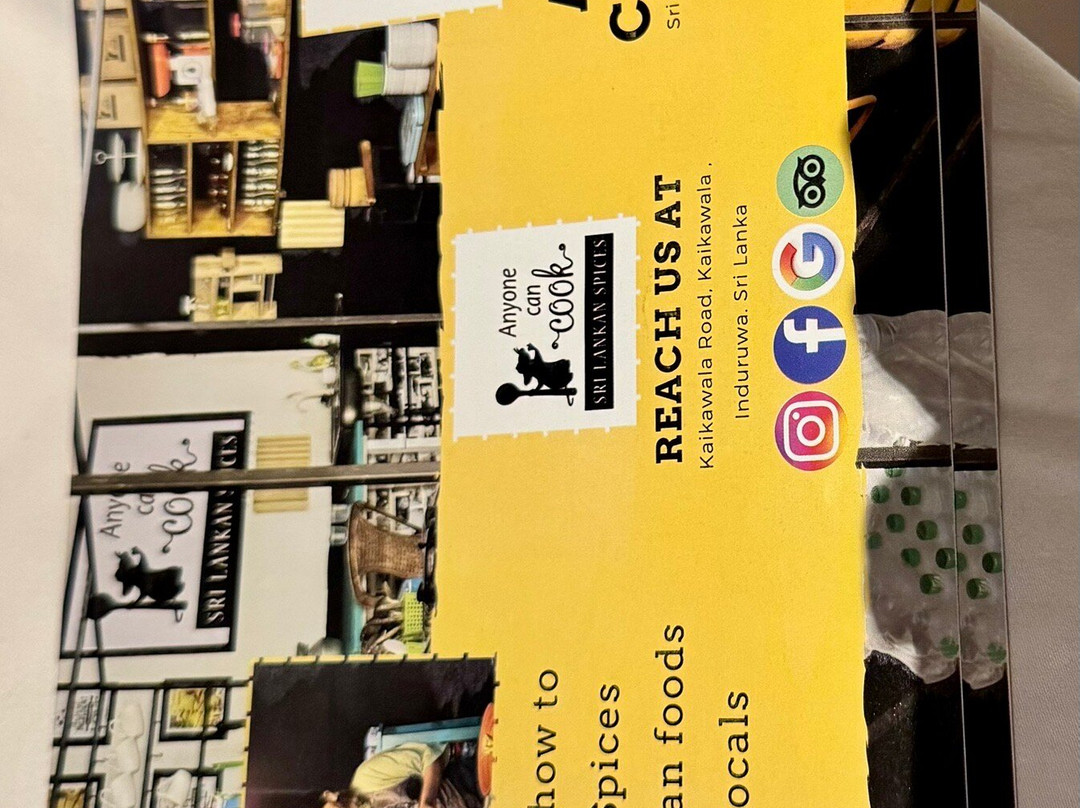 Anyone
can
cook
SRI LANKAN SPICES
how to
Spices
an foods
ocals
Anyone
can
cook
SRI LANKAN SPICES
REACH US AT
Kaikawala Road, Kaikawala ,
Induruwa. Sri Lanka
C
Sri